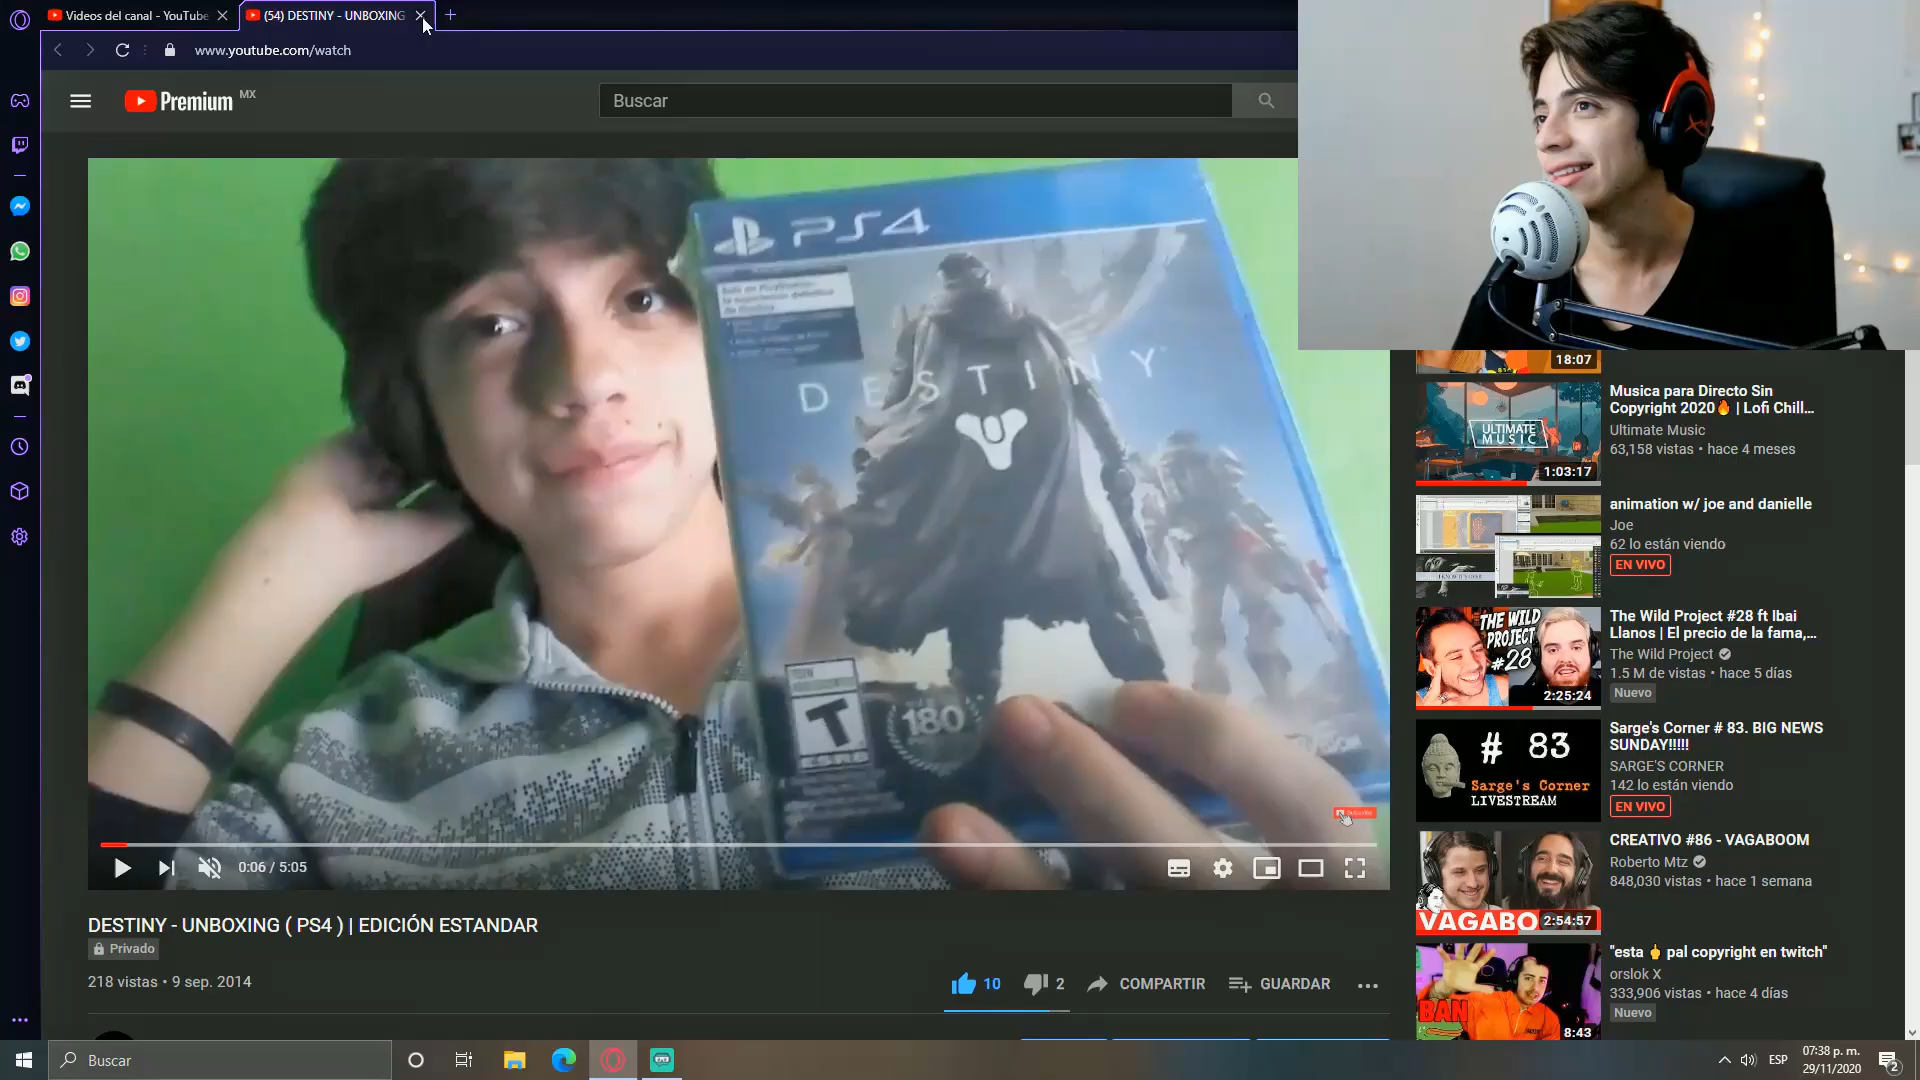 Videos del canal - YouTube
(54) DESTINY - UNBOXING
www.youtube.com/watch
Premium MX
Buscar
PS4
DESTINY
T
180
0:06 / 5:05
DESTINY - UNBOXING ( PS4 ) | EDICIÓN ESTANDAR
Privado
218 vistas • 9 sep. 2014
10
2
COMPARTIR
GUARDAR
18:07
ULTIMATE
MUSIC
1:03:17
Musica para Directo Sin
Copyright 2020🔥 | Lofi Chill...
Ultimate Music
63,158 vistas • hace 4 meses
animation w/ joe and danielle
Joe
62 lo están viendo
EN VIVO
THE WILD
PROJECT
#28
2:25:24
The Wild Project #28 ft Ibai
Llanos | El precio de la fama,...
The Wild Project
1.5 M de vistas • hace 5 días
Nuevo
# 83
Sarge's Corner
LIVESTREAM
Sarge's Corner # 83. BIG NEWS
SUNDAY!!!!!
SARGE'S CORNER
142 lo están viendo
EN VIVO
VAGABO
2:54:57
CREATIVO #86 - VAGABOOM
Roberto Mtz
848,030 vistas • hace 1 semana
BAN
8:43
"esta 🖕 pal copyright en twitch"
orslok X
333,906 vistas • hace 4 días
Nuevo
Buscar
ESP
07:38 p. m.
29/11/2020
2